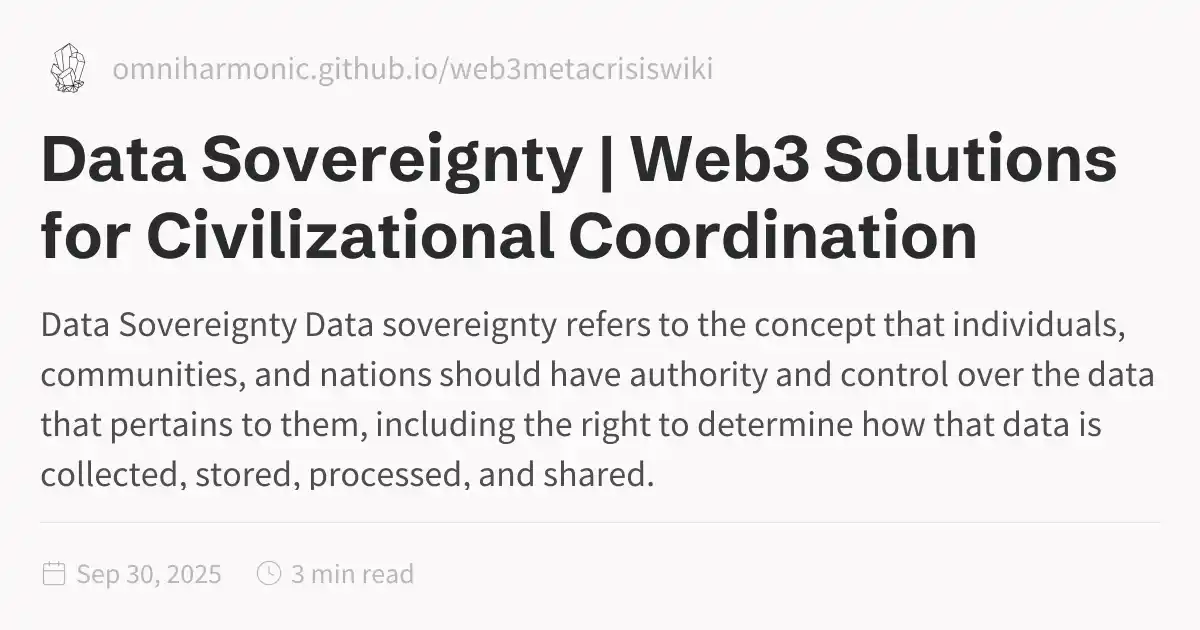 omniharmonic.github.io/web3metacrisiswiki
Data Sovereignty | Web3 Solutions
for Civilizational Coordination
Data Sovereignty Data sovereignty refers to the concept that individuals,
communities, and nations should have authority and control over the data
that pertains to them, including the right to determine how that data is
collected, stored, processed, and shared.
Sep 30, 2025 3 min read